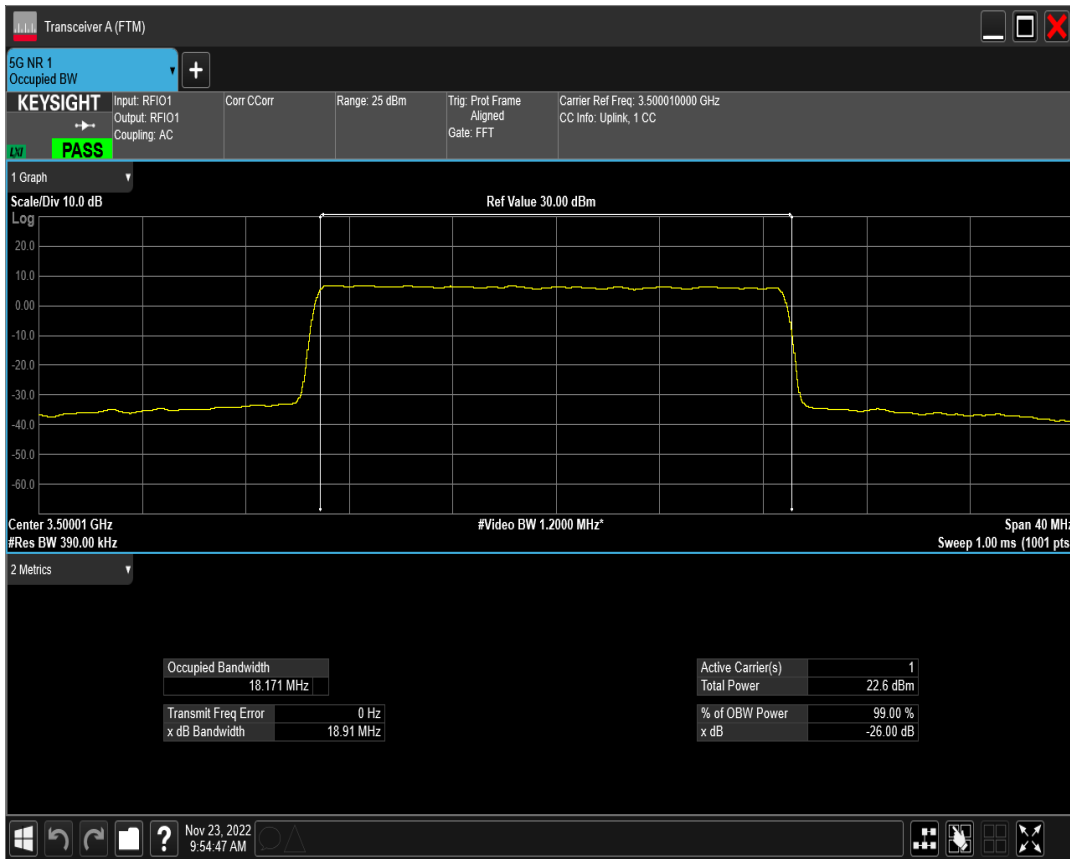 Transceiver A (FTM)
5G NR 1
Occupied BW
+
KEYSIGHT
LXI
PASS
Input: RFIO1
Output: RFIO1
Coupling: AC
Corr CCorr
Range: 25 dBm
Trig: Prot Frame
Aligned
Gate: FFT
Carrier Ref Freq: 3.500010000 GHz
CC Info: Uplink, 1 CC
1 Graph
Scale/Div 10.0 dB
Ref Value 30.00 dBm
Log
20.0
10.0
0.00
-10.0
-20.0
-30.0
-40.0
-50.0
-60.0
Center 3.50001 GHz
#Video BW 1.2000 MHz*
Span 40 MHz
#Res BW 390.00 kHz
Sweep 1.00 ms (1001 pts
2 Metrics
Occupied Bandwidth
18.171 MHz
Transmit Freq Error 0 Hz
x dB Bandwidth 18.91 MHz
Active Carrier(s) 1
Total Power 22.6 dBm
% of OBW Power 99.00 %
x dB -26.00 dB
?
Nov 23, 2022
9:54:47 AM